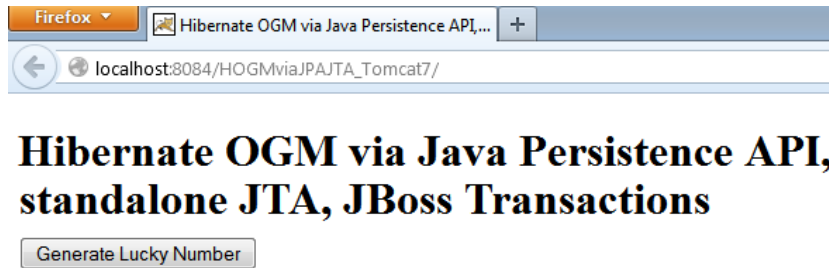 Firefox
Hibernate OGM via Java Persistence API,... +
localhost:8084/HOGMviaJPAJTA_Tomcat7/
Hibernate OGM via Java Persistence API,
standalone JTA, JBoss Transactions
Generate Lucky Number